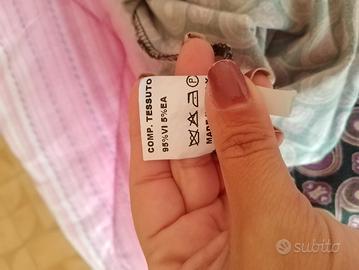 COMP. TESSUTO
95%VI 5%EA
MADE
subito